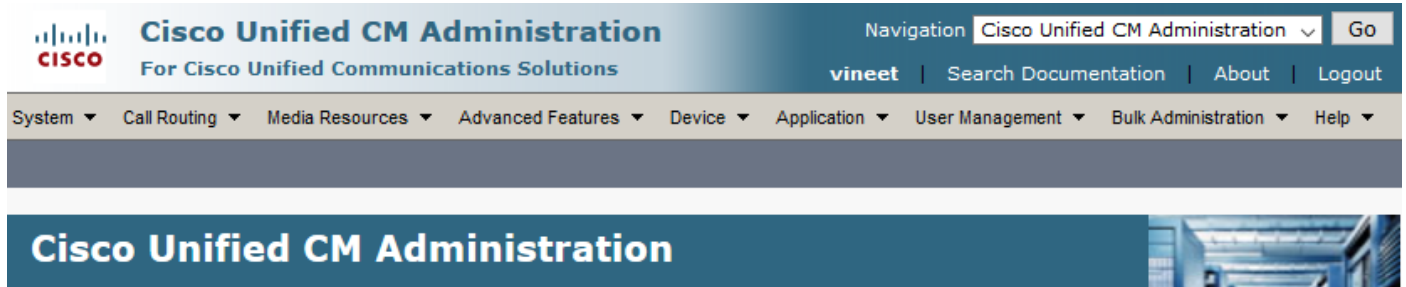 Cisco Unified CM Administration
Navigation Cisco Unified CM Administration Go
CISCO
For Cisco Unified Communications Solutions
vineet | Search Documentation | About | Logout
System Call Routing Media Resources Advanced Features Device Application User Management Bulk Administration Help
Cisco Unified CM Administration